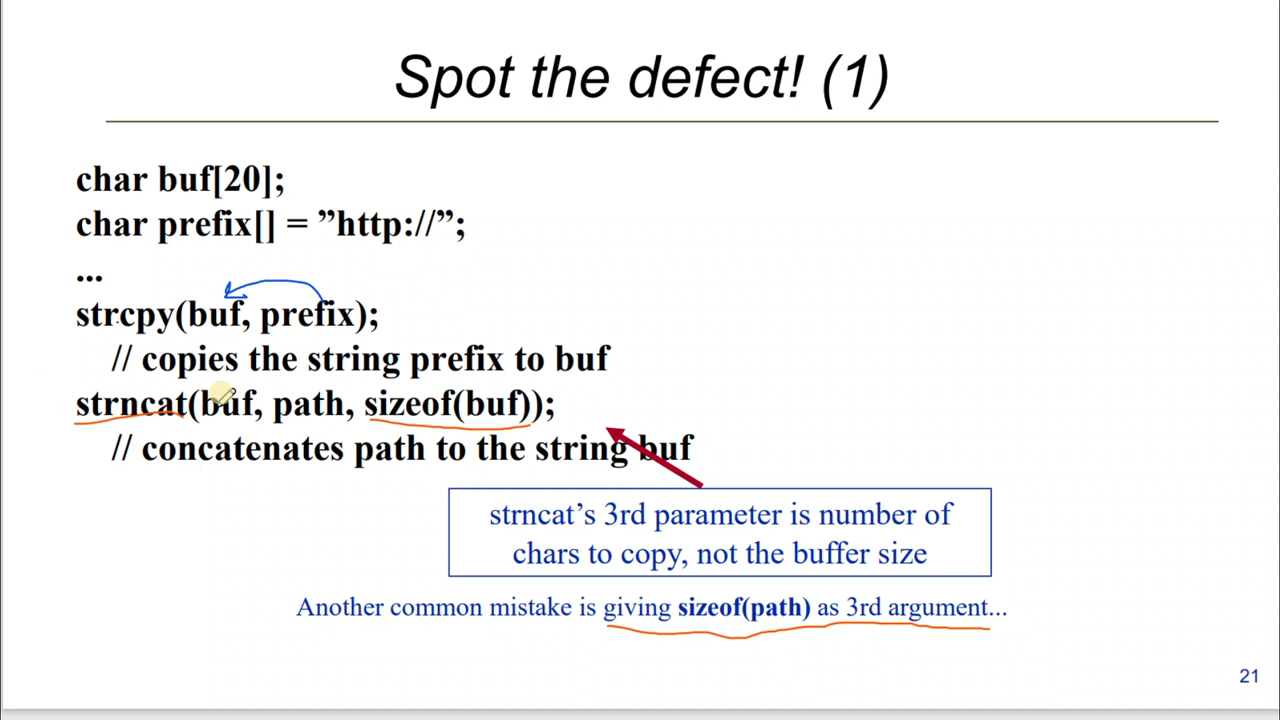 Spot the defect! (1)
char buf[20];
char prefix[] = ”http://”;
...
strcpy(buf, prefix);
// copies the string prefix to buf
strncat(buf, path, sizeof(buf));
// concatenates path to the string buf
strncat’s 3rd parameter is number of
chars to copy, not the buffer size
Another common mistake is giving sizeof(path) as 3rd argument...
21